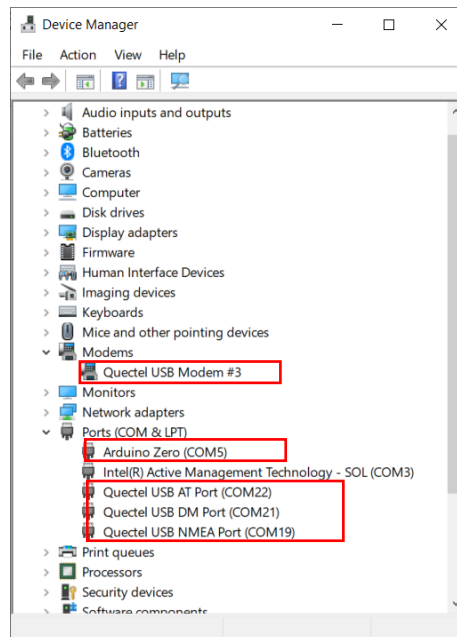 Device Manager
File Action View Help
Audio inputs and outputs
Batteries
Bluetooth
Cameras
Computer
Disk drives
Display adapters
Firmware
Human Interface Devices
Imaging devices
Keyboards
Mice and other pointing devices
Modems
Quectel USB Modem #3
Monitors
Network adapters
Ports (COM & LPT)
Arduino Zero (COM5)
Intel(R) Active Management Technology - SOL (COM3)
Quectel USB AT Port (COM22)
Quectel USB DM Port (COM21)
Quectel USB NMEA Port (COM19)
Print queues
Processors
Security devices
Software components